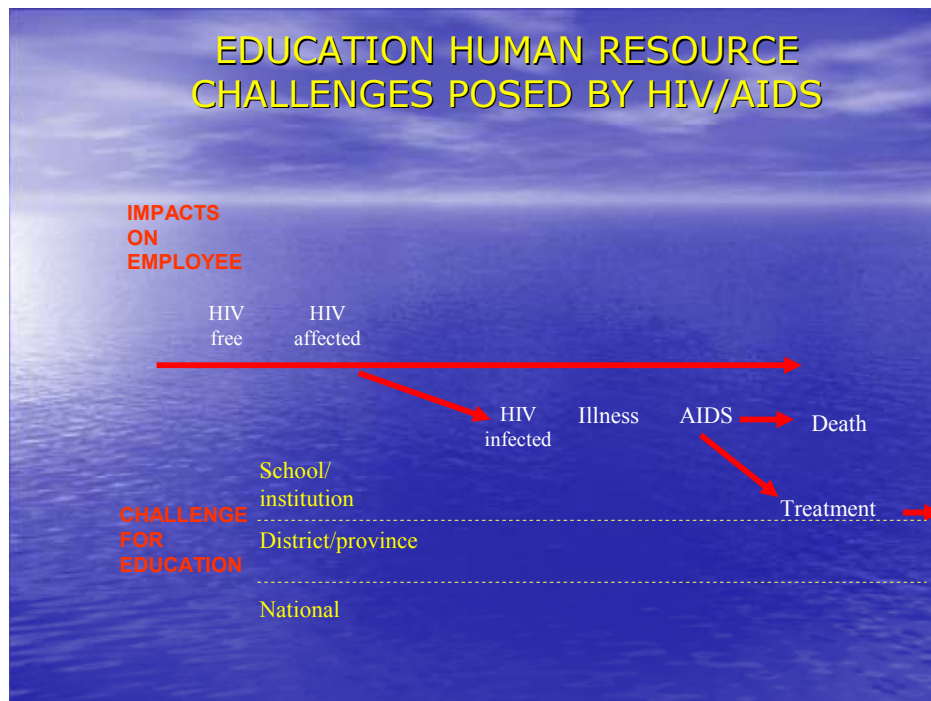 EDUCATION HUMAN RESOURCE
CHALLENGES POSED BY HIV/AIDS
IMPACTS
ON
EMPLOYEE
HIV
free
HIV
affected
HIV
infected
Illness
AIDS
Death
Treatment
CHALLENGE
FOR
EDUCATION
School/
institution
District/province
National